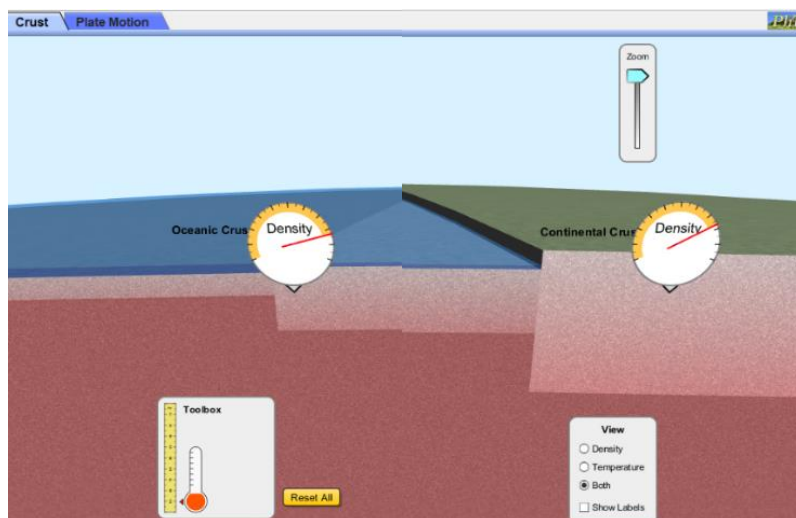 Crust
Plate Motion
Zoom
Oceanic Crus
Density
Continental Crus
Density
Toolbox
Reset All
View
Density
Temperature
Both
Show Labels